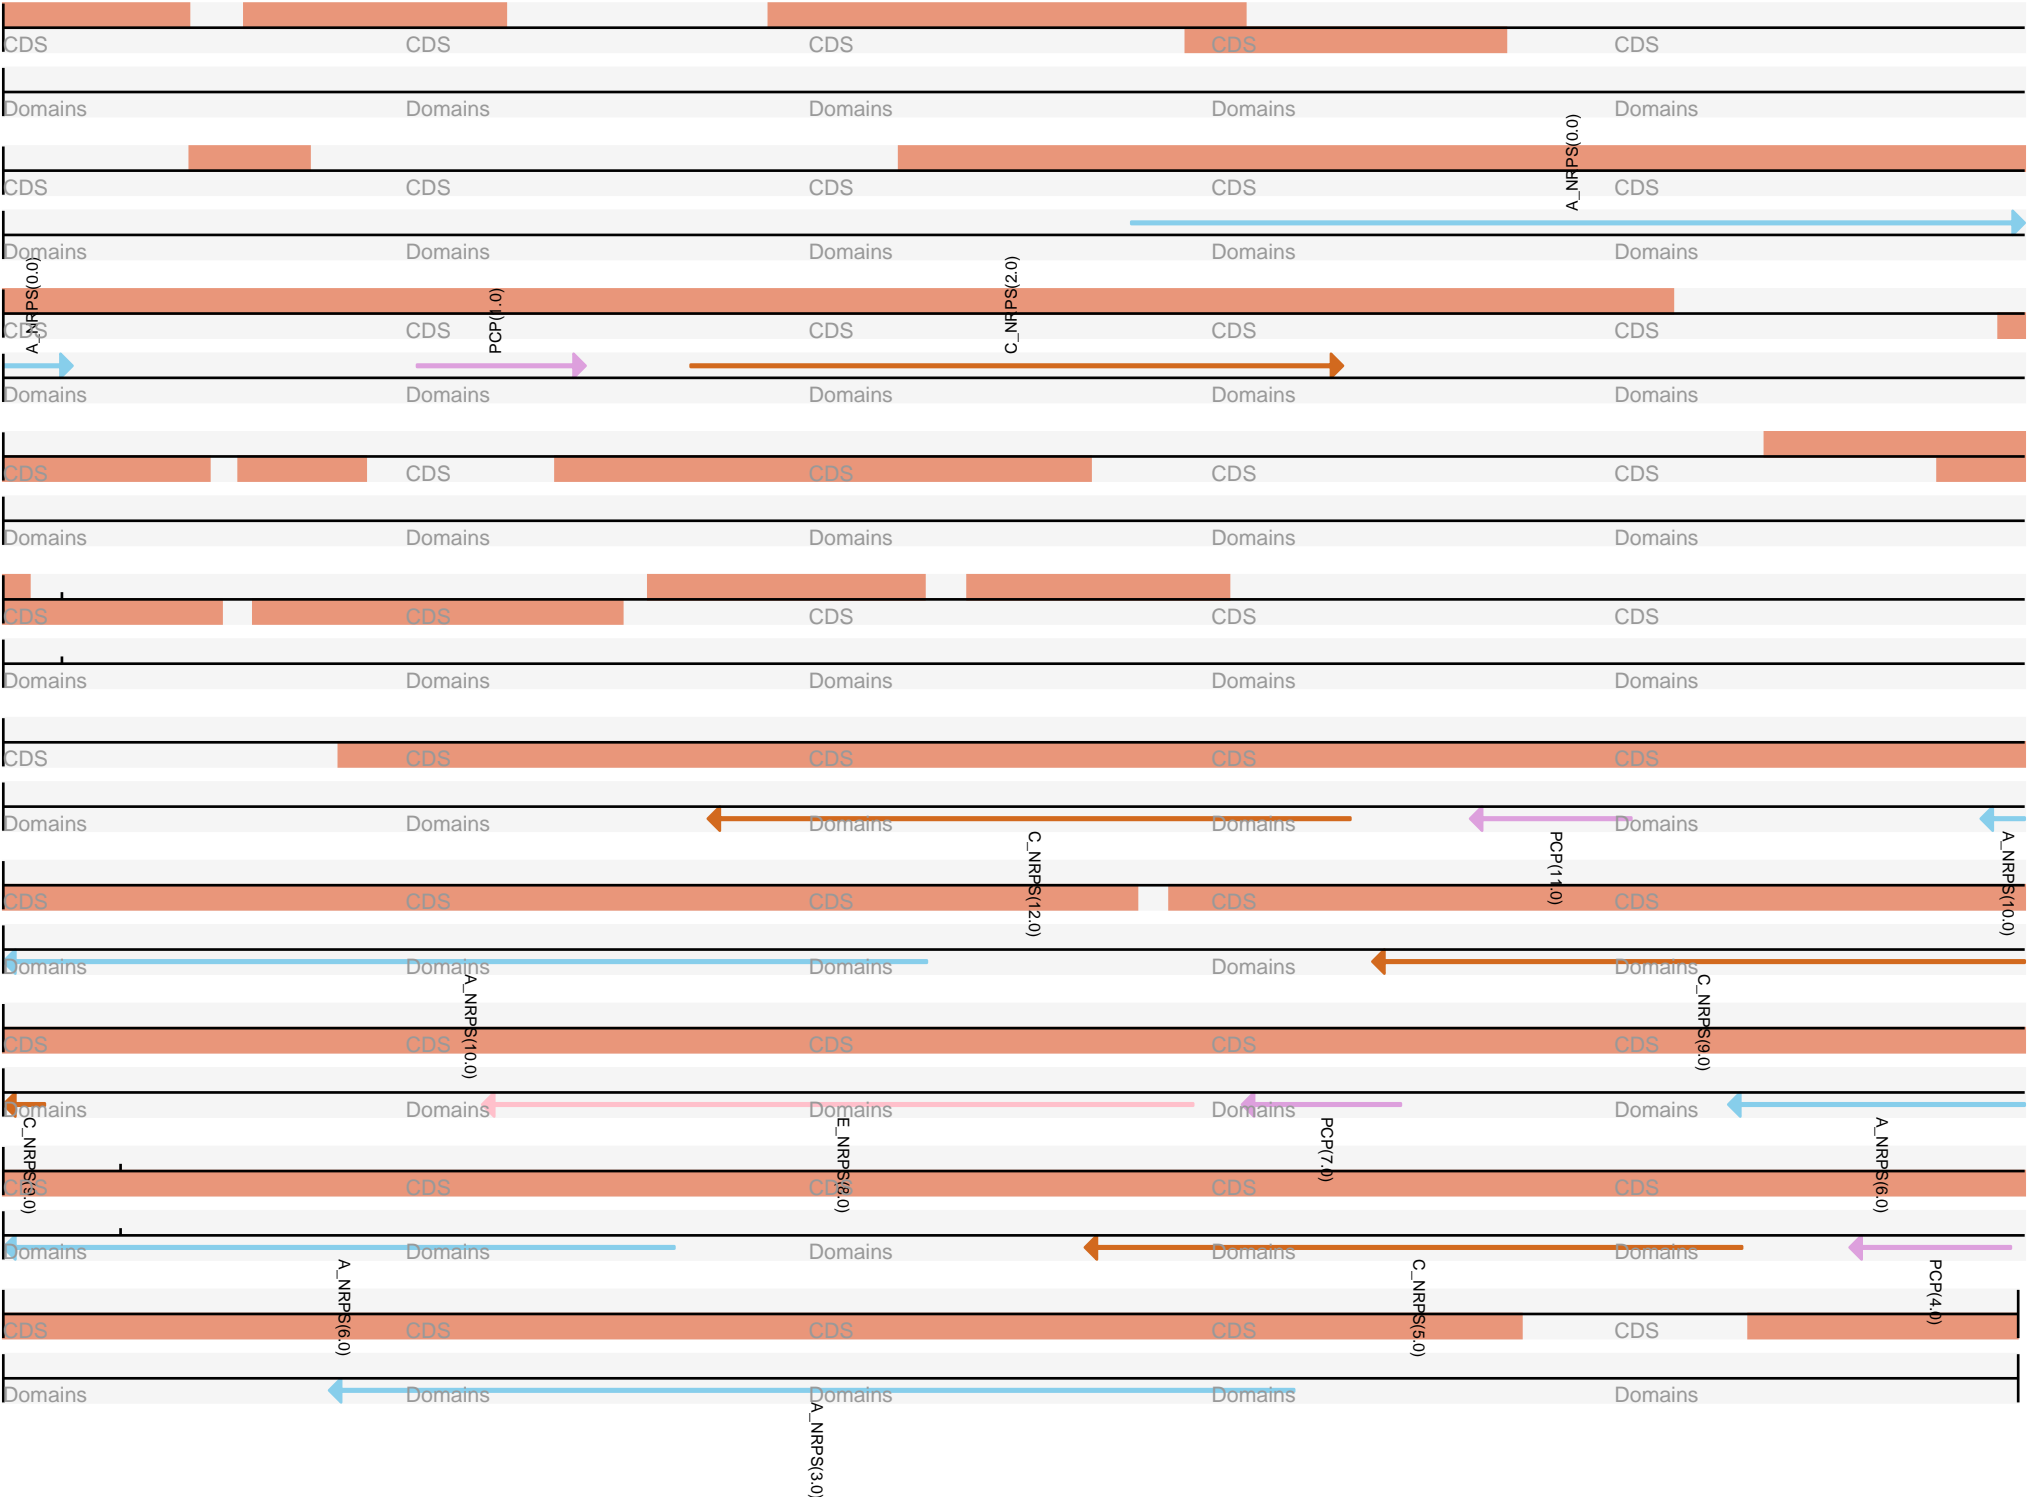 CDS CDS CDS CDS CDS
Domains Domains Domains Domains Domains
A_NRPS(0.0)
CDS CDS CDS CDS CDS
Domains Domains Domains Domains Domains
A_NRPS(0.0) PCP(1.0) C_NRPS(2.0)
CDS CDS CDS CDS CDS
Domains Domains Domains Domains Domains
CDS CDS CDS CDS CDS
Domains Domains Domains Domains Domains
CDS CDS CDS CDS CDS
Domains Domains Domains Domains Domains
CDS CDS CDS CDS CDS
Domains Domains Domains Domains Domains
C_NRPS(12.0) PCP(11.0) A_NRPS(10.0)
CDS CDS CDS CDS CDS
Domains Domains Domains Domains Domains
A_NRPS(10.0) C_NRPS(9.0)
CDS CDS CDS CDS CDS
Domains Domains Domains Domains Domains
C_NRPS(9.0) E_NRPS(8.0) PCP(7.0) A_NRPS(6.0)
CDS CDS CDS CDS CDS
Domains Domains Domains Domains Domains
A_NRPS(6.0) C_NRPS(5.0) PCP(4.0)
CDS CDS CDS CDS CDS
Domains Domains Domains Domains Domains
A_NRPS(3.0)